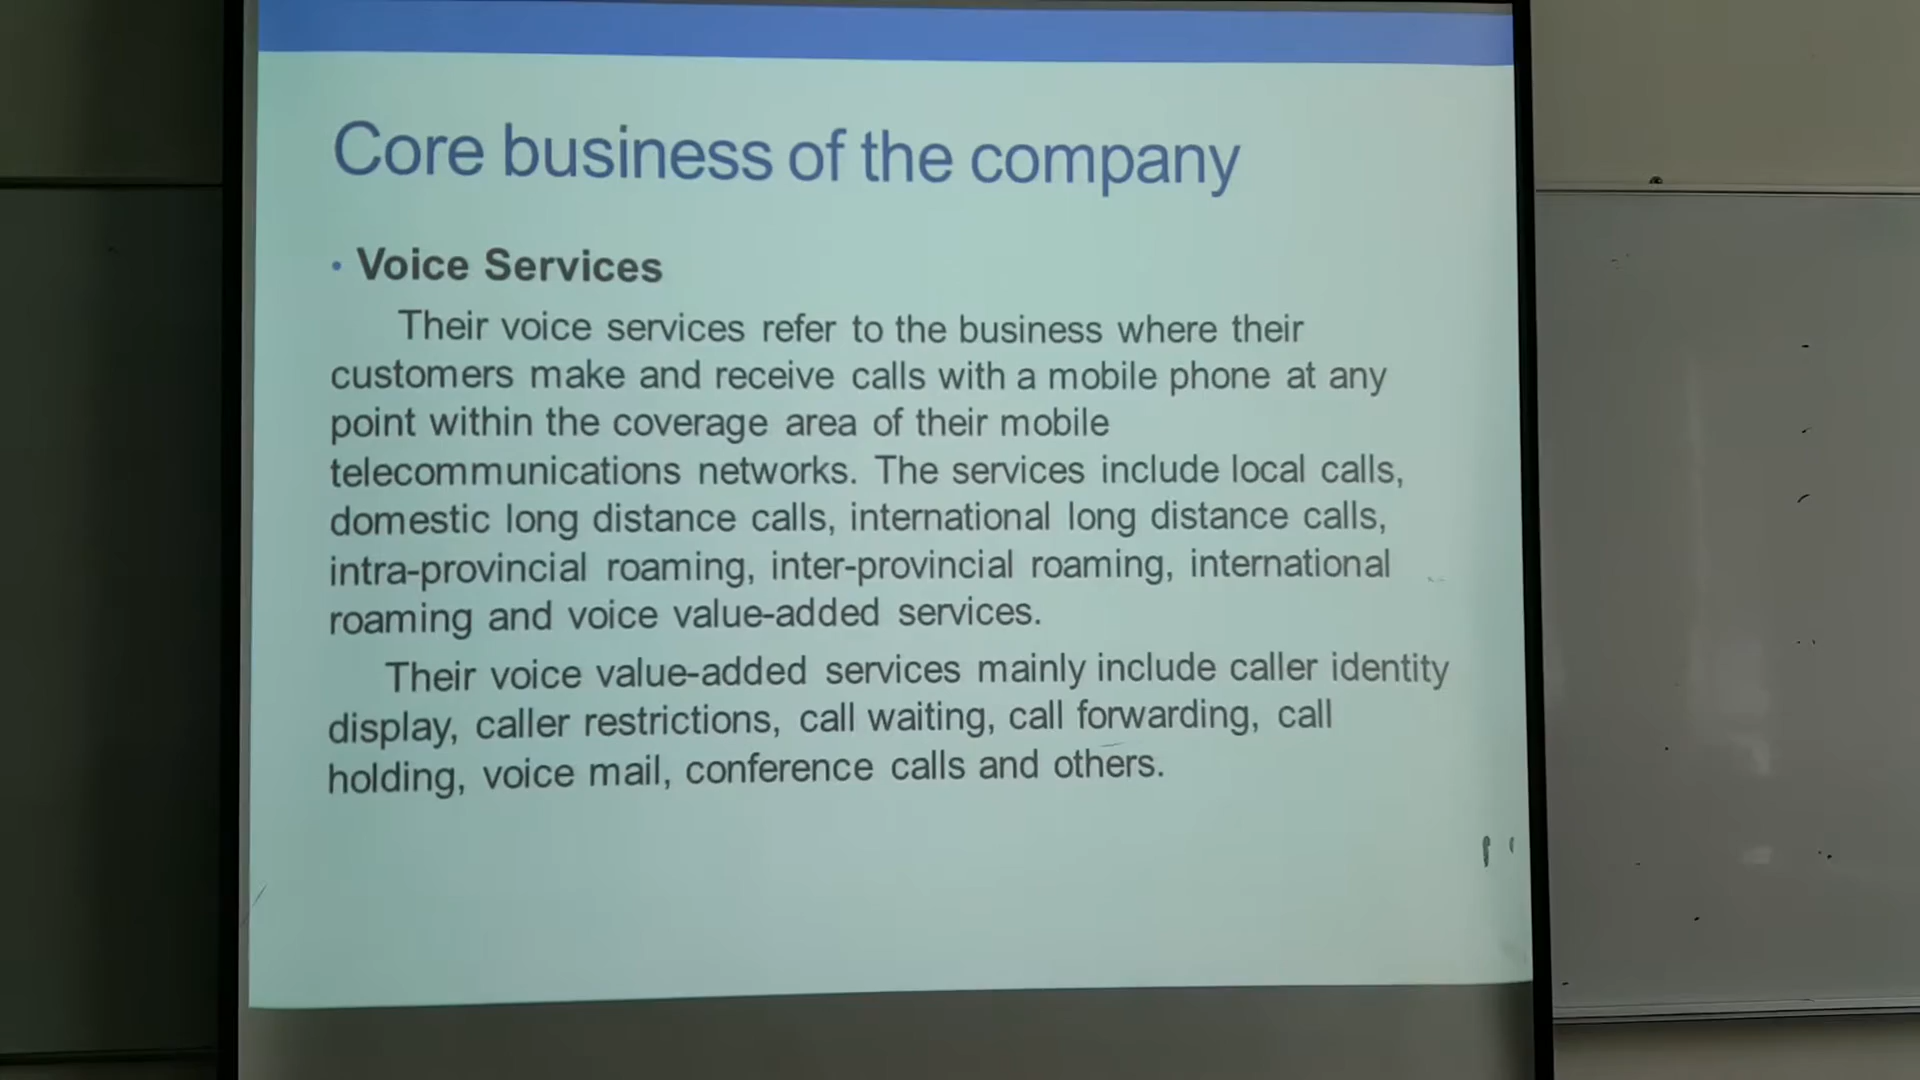 Core business of the company
• Voice Services
Their voice services refer to the business where their
customers make and receive calls with a mobile phone at any
point within the coverage area of their mobile
telecommunications networks. The services include local calls,
domestic long distance calls, international long distance calls,
intra-provincial roaming, inter-provincial roaming, international
roaming and voice value-added services.
Their voice value-added services mainly include caller identity
display, caller restrictions, call waiting, call forwarding, call
holding, voice mail, conference calls and others.